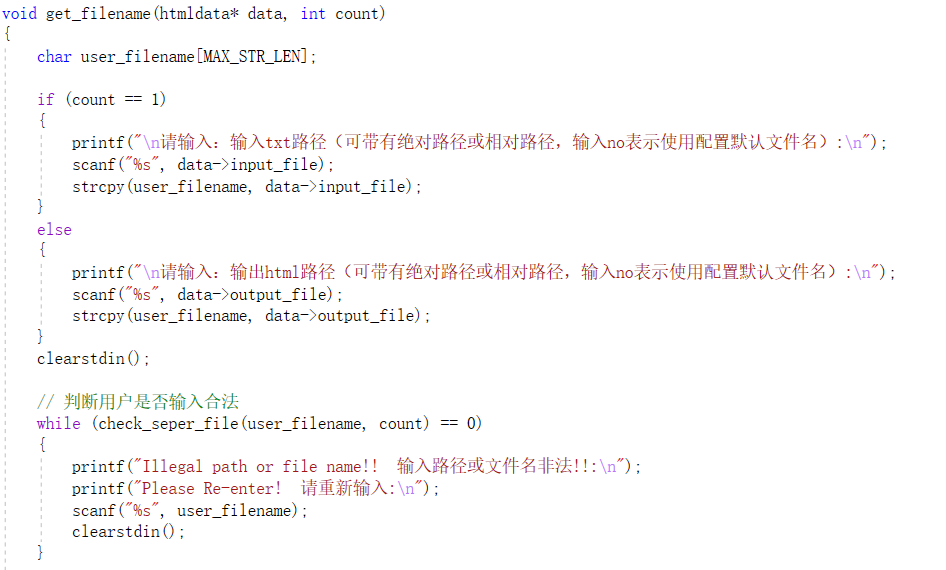 void get_filename(htmldata* data, int count)
{
    char user_filename[MAX_STR_LEN];

    if (count == 1)
    {
        printf("\n请输入：输入txt路径（可带有绝对路径或相对路径，输入no表示使用配置默认文件名）:\n");
        scanf("%s", data->input_file);
        strcpy(user_filename, data->input_file);
    }
    else
    {
        printf("\n请输入：输出html路径（可带有绝对路径或相对路径，输入no表示使用配置默认文件名）:\n");
        scanf("%s", data->output_file);
        strcpy(user_filename, data->output_file);
    }
    clearstdin();

    // 判断用户是否输入合法
    while (check_seper_file(user_filename, count) == 0)
    {
        printf("Illegal path or file name!!  输入路径或文件名非法!!:\n");
        printf("Please Re-enter!  请重新输入:\n");
        scanf("%s", user_filename);
        clearstdin();
    }